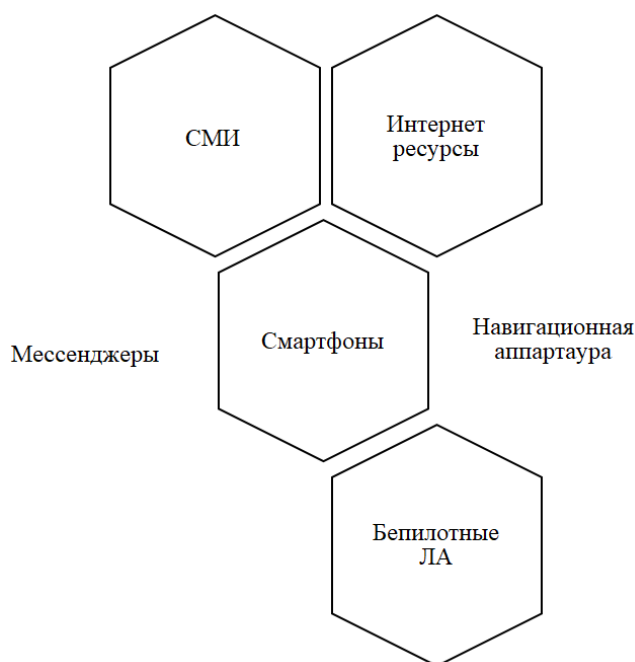 СМИ
Интернет
ресурсы
Мессенджеры
Смартфоны
Навигационная
аппартаура
Бепилотные
ЛА